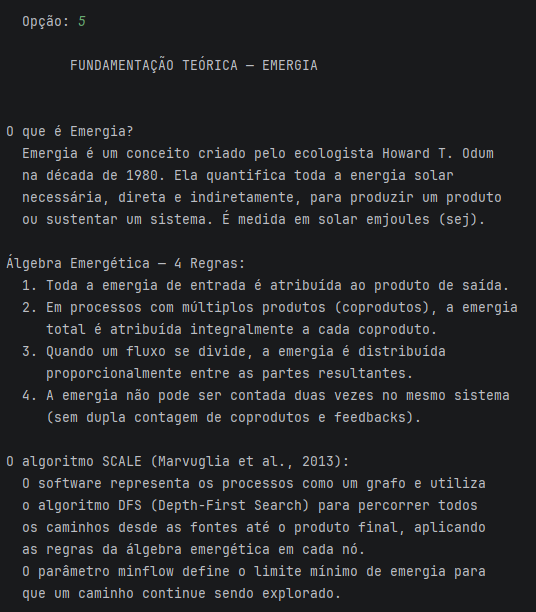 Opção: 5
FUNDAMENTAÇÃO TEÓRICA — EMERGIA
O que é Emergia?
Emergia é um conceito criado pelo ecologista Howard T. Odum
na década de 1980. Ela quantifica toda a energia solar
necessária, direta e indiretamente, para produzir um produto
ou sustentar um sistema. É medida em solar emjoules (sej).
Álgebra Emergética — 4 Regras:
1. Toda a emergia de entrada é atribuída ao produto de saída.
2. Em processos com múltiplos produtos (coprodutos), a emergia
total é atribuída integralmente a cada coproduto.
3. Quando um fluxo se divide, a emergia é distribuída
proporcionalmente entre as partes resultantes.
4. A emergia não pode ser contada duas vezes no mesmo sistema
(sem dupla contagem de coprodutos e feedbacks).
O algoritmo SCALE (Marvuglia et al., 2013):
O software representa os processos como um grafo e utiliza
o algoritmo DFS (Depth-First Search) para percorrer todos
os caminhos desde as fontes até o produto final, aplicando
as regras da álgebra emergética em cada nó.
O parâmetro minflow define o limite mínimo de emergia para
que um caminho continue sendo explorado.